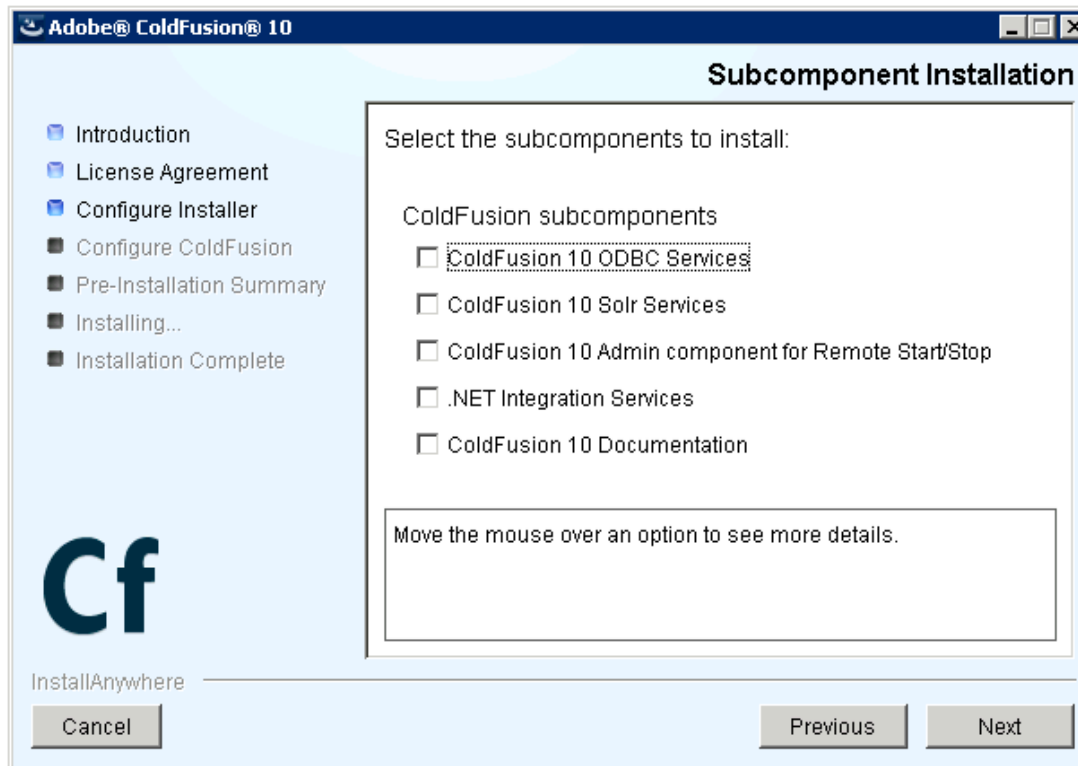 Adobe® ColdFusion® 10
Subcomponent Installation
Introduction
License Agreement
Configure Installer
Configure ColdFusion
Pre-Installation Summary
Installing...
Installation Complete
Select the subcomponents to install:
ColdFusion subcomponents
ColdFusion 10 ODBC Services
ColdFusion 10 Solr Services
ColdFusion 10 Admin component for Remote Start/Stop
.NET Integration Services
ColdFusion 10 Documentation
Move the mouse over an option to see more details.
Cf
InstallAnywhere
Cancel
Previous
Next